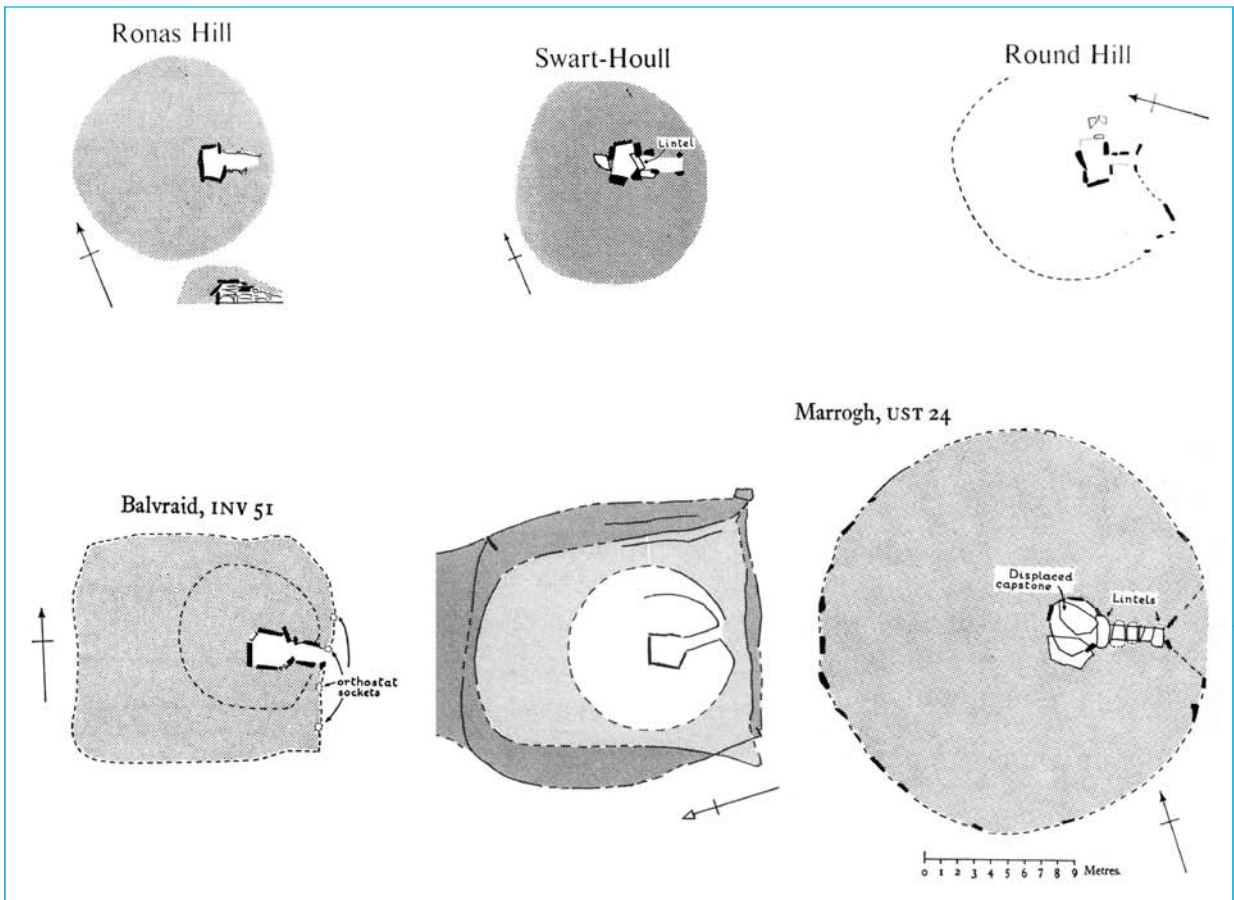 Ronas Hill
Swart-Houll
Round Hill
Lintel
Marrogh, UST 24
Balvraid, INV 51
Displaced
capstone
Lintels
orthostat
sockets
0 1 2 3 4 5 6 7 8 9 Metres.